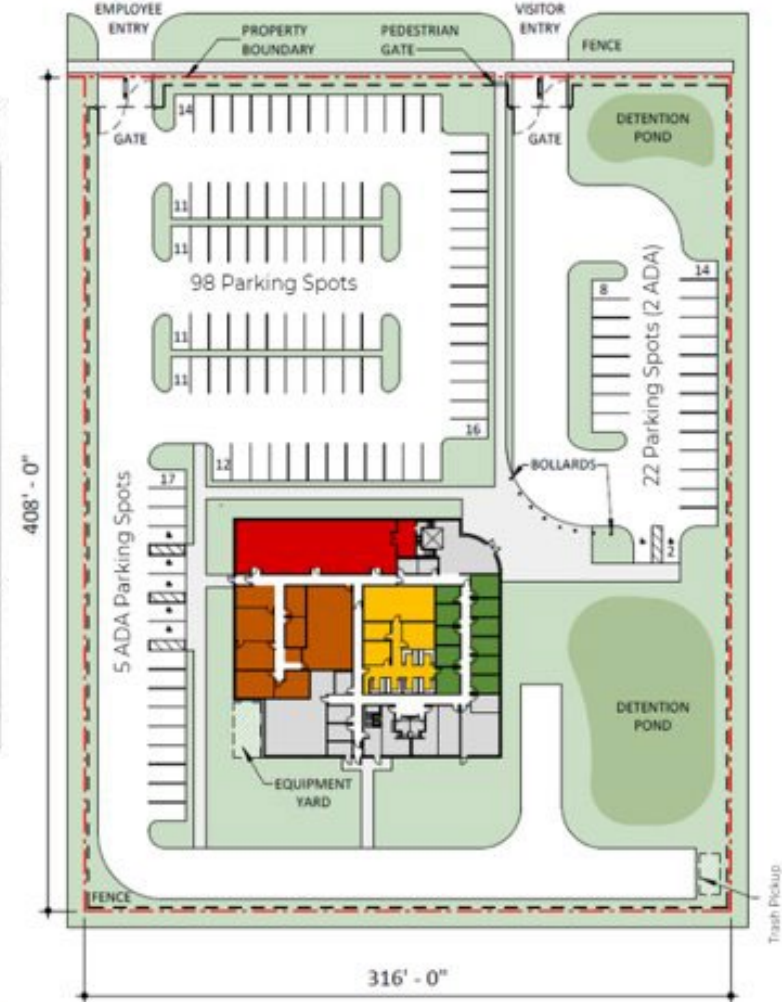 EMPLOYEE
ENTRY
PROPERTY
BOUNDARY
PEDESTRIAN
GATE
VISITOR
ENTRY
FENCE
14
GATE
GATE
DETENTION
POND
11
11
98 Parking Spots
11
11
16
12
17
8
14
22 Parking Spots (2 ADA)
BOLLARDS
2
5 ADA Parking Spots
408' - 0"
DETENTION
POND
EQUIPMENT
YARD
FENCE
Trash Pickup
316' - 0"